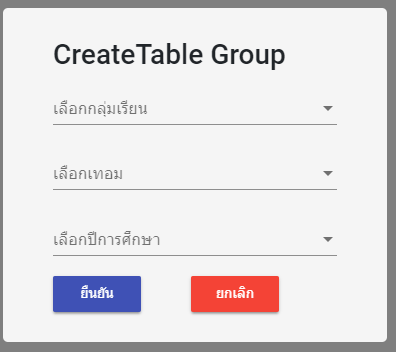 CreateTable Group
เลือกกลุ่มเรียน
เลือกเทอม
เลือกปีการศึกษา
ยืนยัน
ยกเลิก